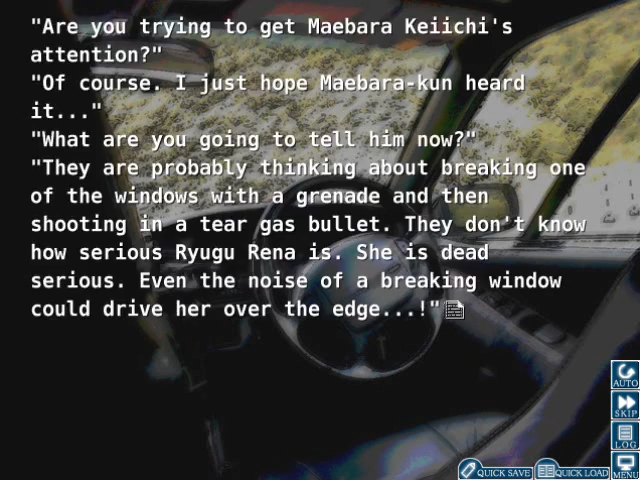 "Are you trying to get Maebara Keiichi's
attention?"
"Of course. I just hope Maebara-kun heard
it..."
"What are you going to tell him now?"
"They are probably thinking about breaking one
of the windows with a grenade and then
shooting in a tear gas bullet. They don't know
how serious Ryugu Rena is. She is dead
serious. Even the noise of a breaking window
could drive her over the edge...!"
AUTO
SKIP
LOG
QUICK SAVE
QUICK LOAD
MENU